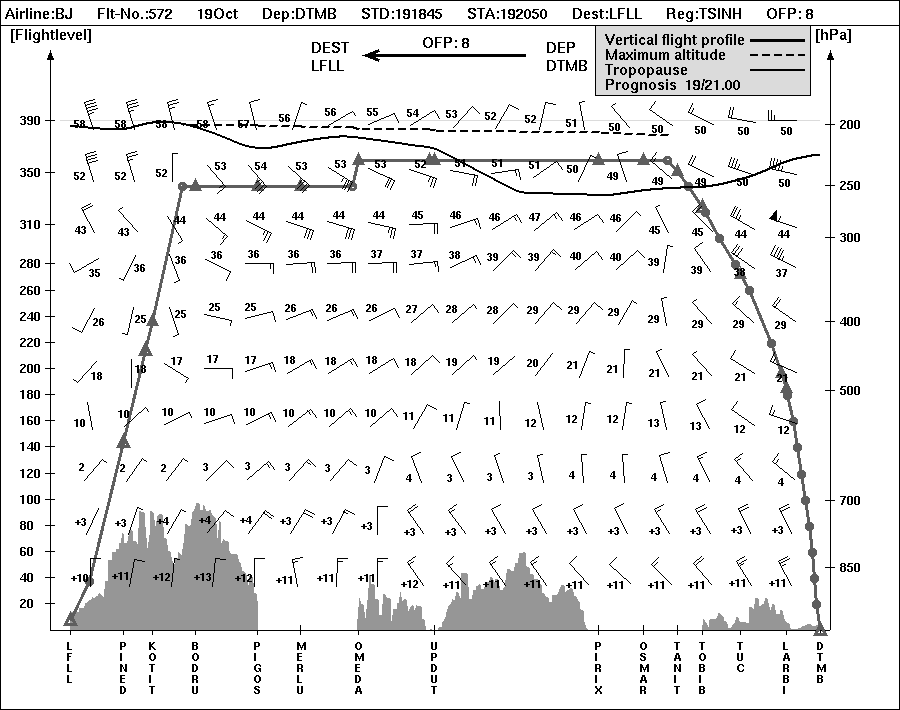 Airline:BJ Flt-No:572 19Oct Dep:DTMB STD:191845 STA:192050 Dest:LFLL Reg:TSINH OFP: 8
[Flightlevel] [hPa]
DEST LFLL OFP: 8 DEP DTMB
Vertical flight profile
Maximum altitude
Tropopause
Prognosis 19/21.00
390 58 58 58 58 57 56 56 55 54 53 52 51 50 50 50 50 200
350 52 52 52 53 54 53 53 53 52 51 51 51 50 49 49 49 50 50 250
310 43 43 44 44 44 44 44 44 45 46 46 47 46 46 45 45 44 44 300
280 35 36 36 36 36 36 36 37 37 38 39 39 40 40 39 39 38 37
240 26 25 25 25 25 26 26 26 27 28 28 29 29 29 29 29 29 29 400
200 18 18 17 17 17 18 18 18 18 19 19 20 21 21 21 21 21 21
180 500
160 10 10 10 10 10 10 10 10 11 11 11 12 12 12 13 13 12 12
140
120 2 2 2 3 3 3 3 3 4 3 3 3 4 4 4 4 4 4
100 700
80 +3 +3 +4 +4 +4 +3 +3 +3 +3 +3 +3 +3 +3 +3 +3 +3 +3 +3
60
40 +10 +11 +12 +13 +12 +11 +11 +11 +12 +11 +11 +11 +11 +11 +11 +11 +11 +11 850
20
LFLL PINED KOTIT BODRU PIGOS MERLU OMEDA UPDUT PIRIX OSMAR TANIT TOBIB TUC LARBI DTMB